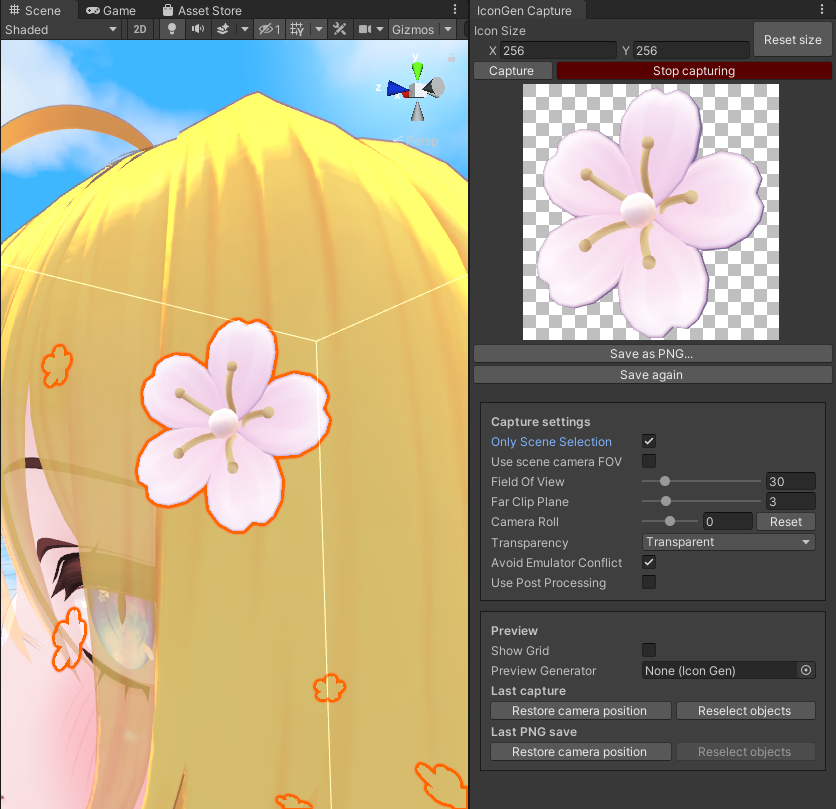 Scene Game Asset Store
Shaded 2D 1 Gizmos
y
z
x
Persp
IconGen Capture
Icon Size
X 256 Y 256 Reset size
Capture Stop capturing
Save as PNG...
Save again
Capture settings
Only Scene Selection
Use scene camera FOV
Field Of View 30
Far Clip Plane 3
Camera Roll 0 Reset
Transparency Transparent
Avoid Emulator Conflict
Use Post Processing
Preview
Show Grid
Preview Generator None (Icon Gen)
Last capture
Restore camera position Reselect objects
Last PNG save
Restore camera position Reselect objects